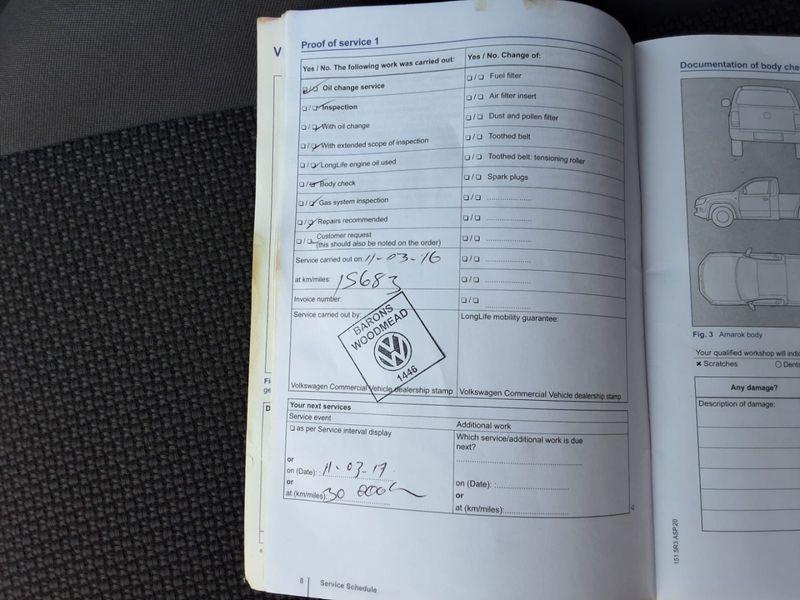 V
Proof of service 1
Yes / No. The following work was carried out:
Yes / No. Change of:
Oil change service
Fuel filter
Inspection
Air filter insert
With oil change
Dust and pollen filter
With extended scope of inspection
Toothed belt
LongLife engine oil used
Toothed belt: tensioning roller
Body check
Spark plugs
Gas system inspection
Repairs recommended
Customer request
(this should also be noted on the order)
Service carried out on: 11-03-16
at km/miles: 15683
Invoice number:
Service carried out by:
LongLife mobility guarantee:
BARONS
WOODMEAD
1446
Volkswagen Commercial Vehicle dealership stamp
Volkswagen Commercial Vehicle dealership stamp
Your next services
Service event
Additional work
as per Service interval display
Which service/additional work is due
next?
or
on (Date): 11-03-17
on (Date):
or
or
at (km/miles): 30 000
at (km/miles):
8 Service Schedule
Documentation of body che
Fig. 3 Amarok body
Your qualified workshop will indi
Scratches
Dents
Any damage?
Description of damage:
151.5R3.ASP.20